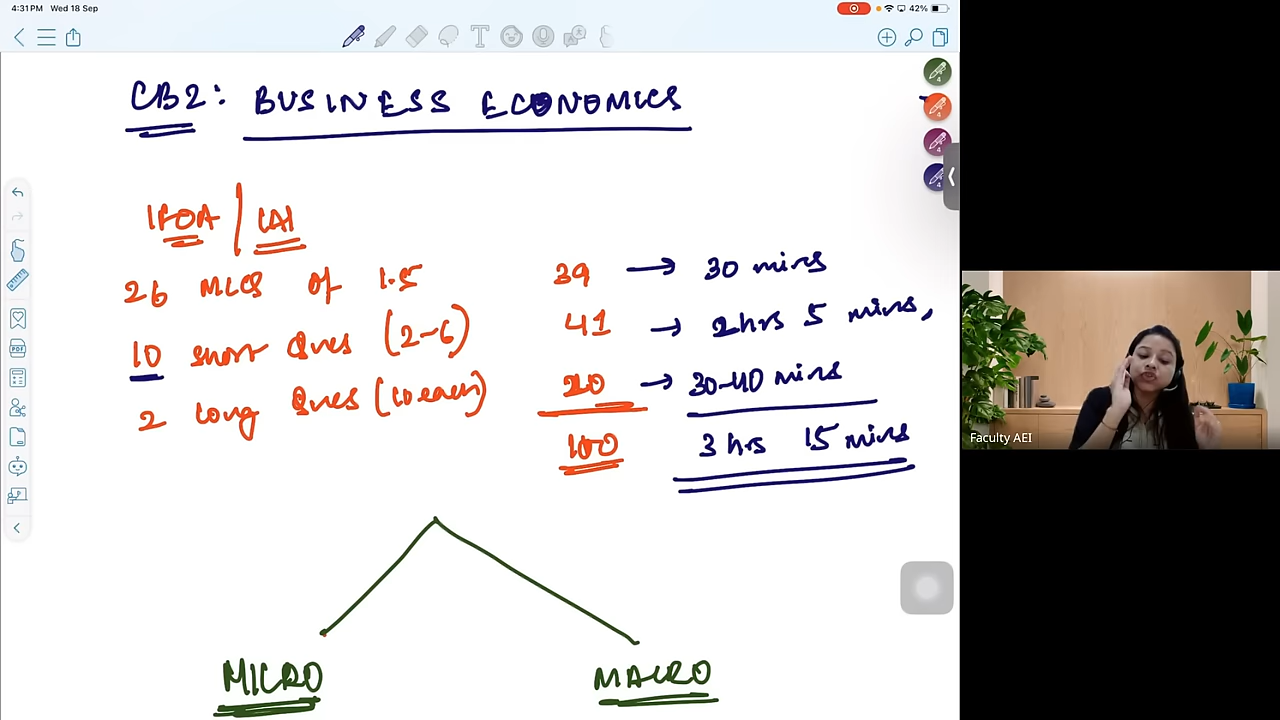 4:31PM Wed 18 Sep
42%
CB2: BUSINESS ECONOMICS
IFOA | IAI
26 MCQS of 1.5 39 → 30 mins
10 short Ques (2-6) 41 → 2hrs 5 mins,
2 long Ques (10 each) 20 → 30-40 mins
100 3 hrs 15 mins
MICRO MACRO
Faculty AEI